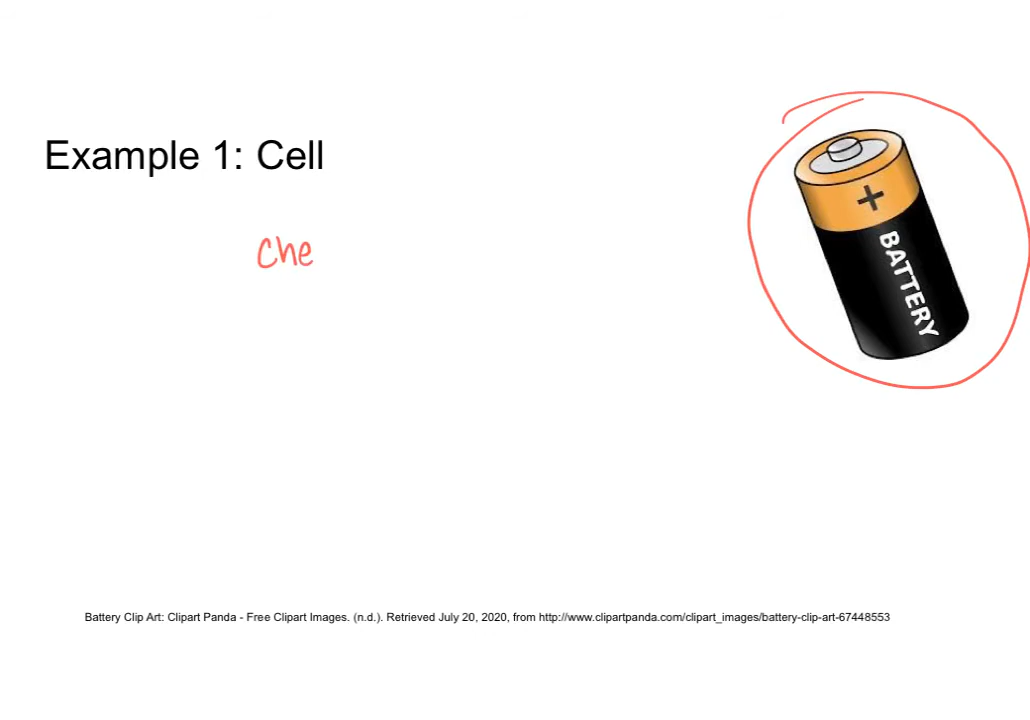 Example 1: Cell
Che
+
BATTERY
Battery Clip Art: Clipart Panda - Free Clipart Images. (n.d.). Retrieved July 20, 2020, from http://www.clipartpanda.com/clipart_images/battery-clip-art-67448553